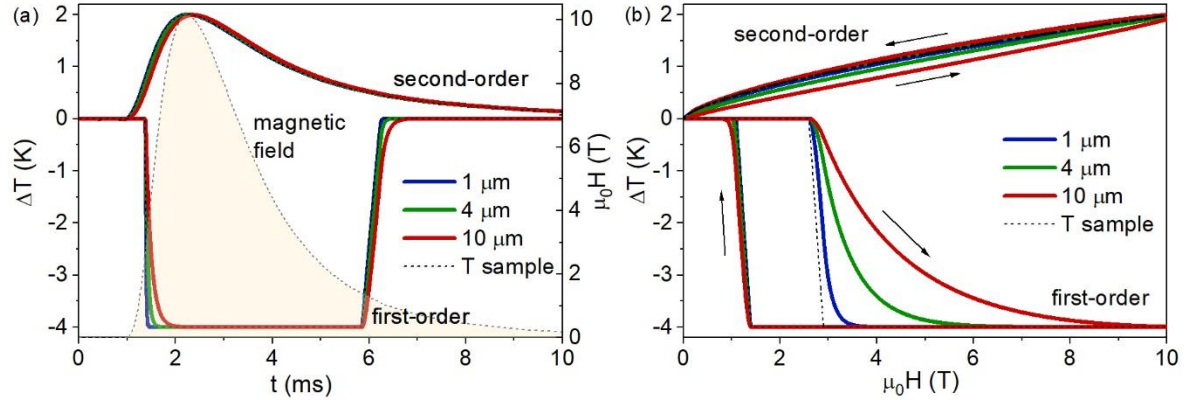 (a)
second-order
magnetic
field
1 μm
4 μm
10 μm
T sample
first-order
2
1
0
-1
-2
-3
-4
ΔT (K)
10
8
6
4
2
0
μ₀H (T)
0
2
4
6
8
10
t (ms)
(b)
second-order
1 μm
4 μm
10 μm
T sample
first-order
2
1
0
-1
-2
-3
-4
ΔT (K)
0
2
4
6
8
10
μ₀H (T)